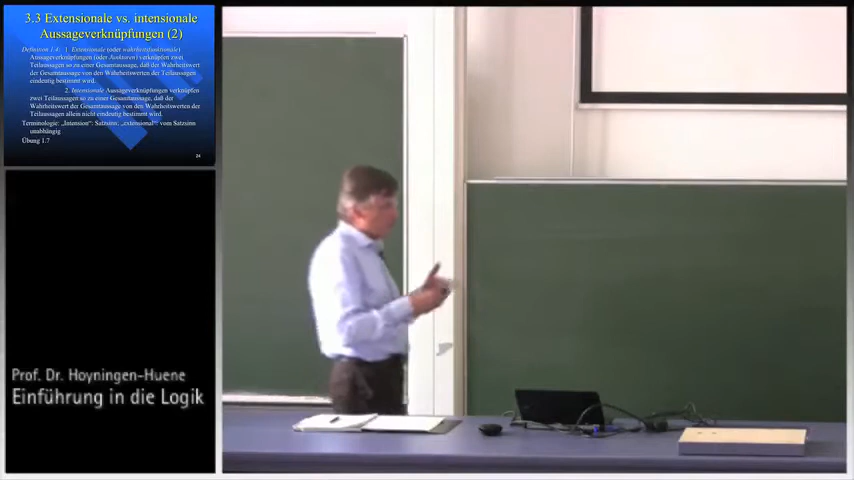 3.3 Extensionale vs. intensionale
Aussageverknüpfungen (2)
Definition 1.4: 1 Extensionale (oder wahrheitsfunktionale)
Aussageverknüpfungen (oder Junktoren) verknüpfen zwei
Teilaussagen so zu einer Gesamtaussage, daß der Wahrheitswert
der Gesamtaussage von den Wahrheitswerten der Teilaussagen
eindeutig bestimmt wird.
2. Intensionale Aussageverknüpfungen verknüpfen
zwei Teilaussagen so zu einer Gesamtaussage, daß der
Wahrheitswert der Gesamtaussage von den Wahrheitswerten der
Teilaussagen allein nicht eindeutig bestimmt wird.
Terminologie: „Intension“: Satzsinn; „extensional“: vom Satzsinn
unabhängig
Übung 1.7
24
Prof. Dr. Hoyningen-Huene
Einführung in die Logik